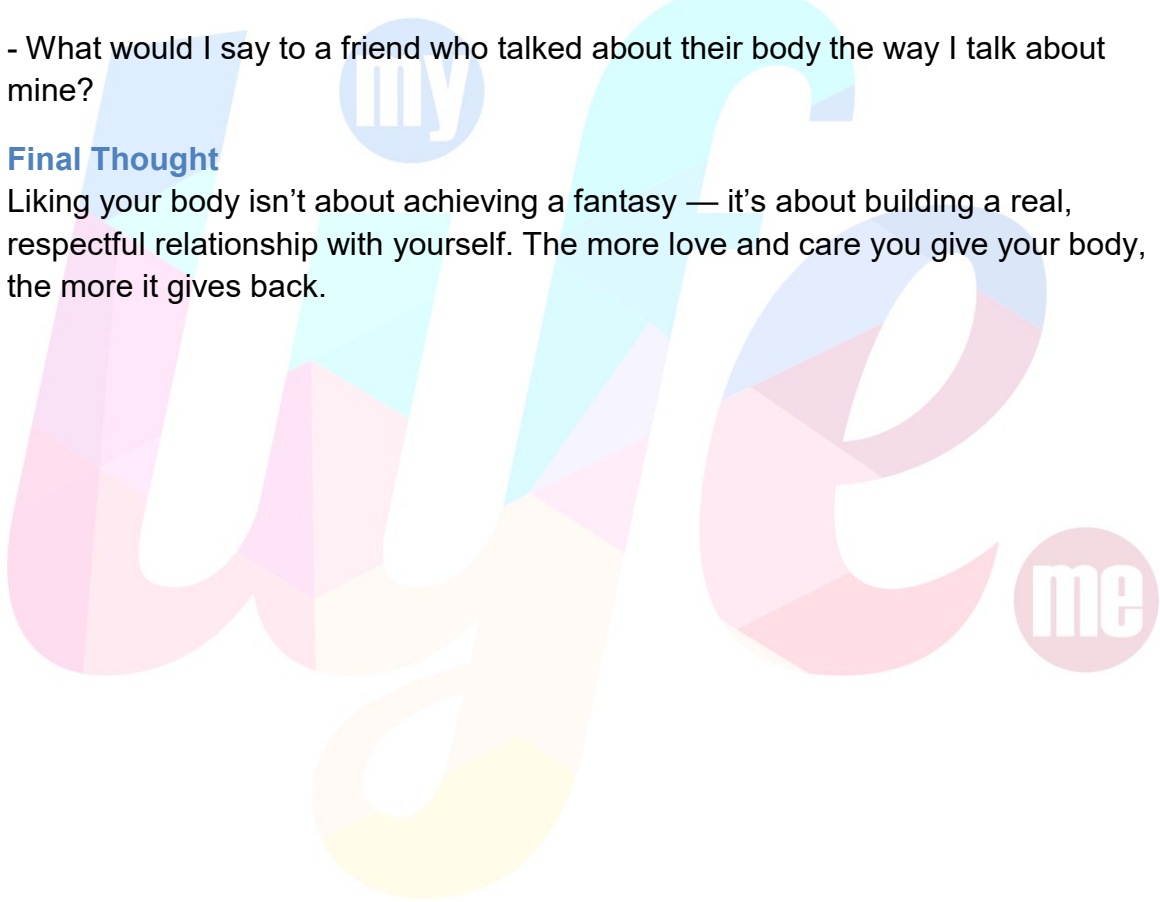 - What would I say to a friend who talked about their body the way I talk about
mine?
Final Thought
Liking your body isn’t about achieving a fantasy — it’s about building a real,
respectful relationship with yourself. The more love and care you give your body,
the more it gives back.
my
life
me